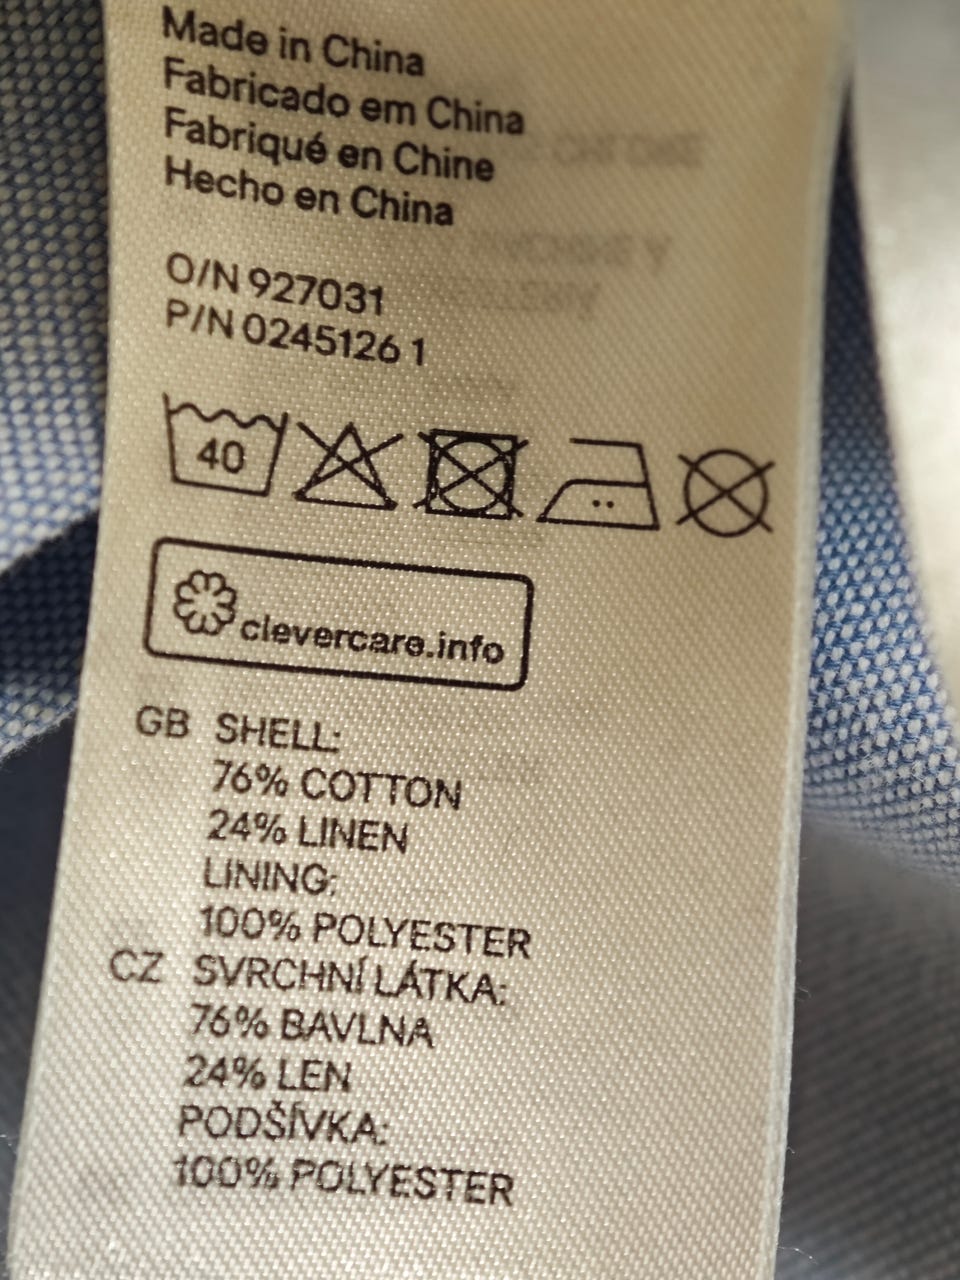 Made in China
Fabricado em China
Fabriqué en Chine
Hecho en China
O/N 927031
P/N 0245126 1
40
clevercare.info
GB SHELL:
76% COTTON
24% LINEN
LINING:
100% POLYESTER
CZ SVRCHNÍ LÁTKA:
76% BAVLNA
24% LEN
PODŠÍVKA:
100% POLYESTER